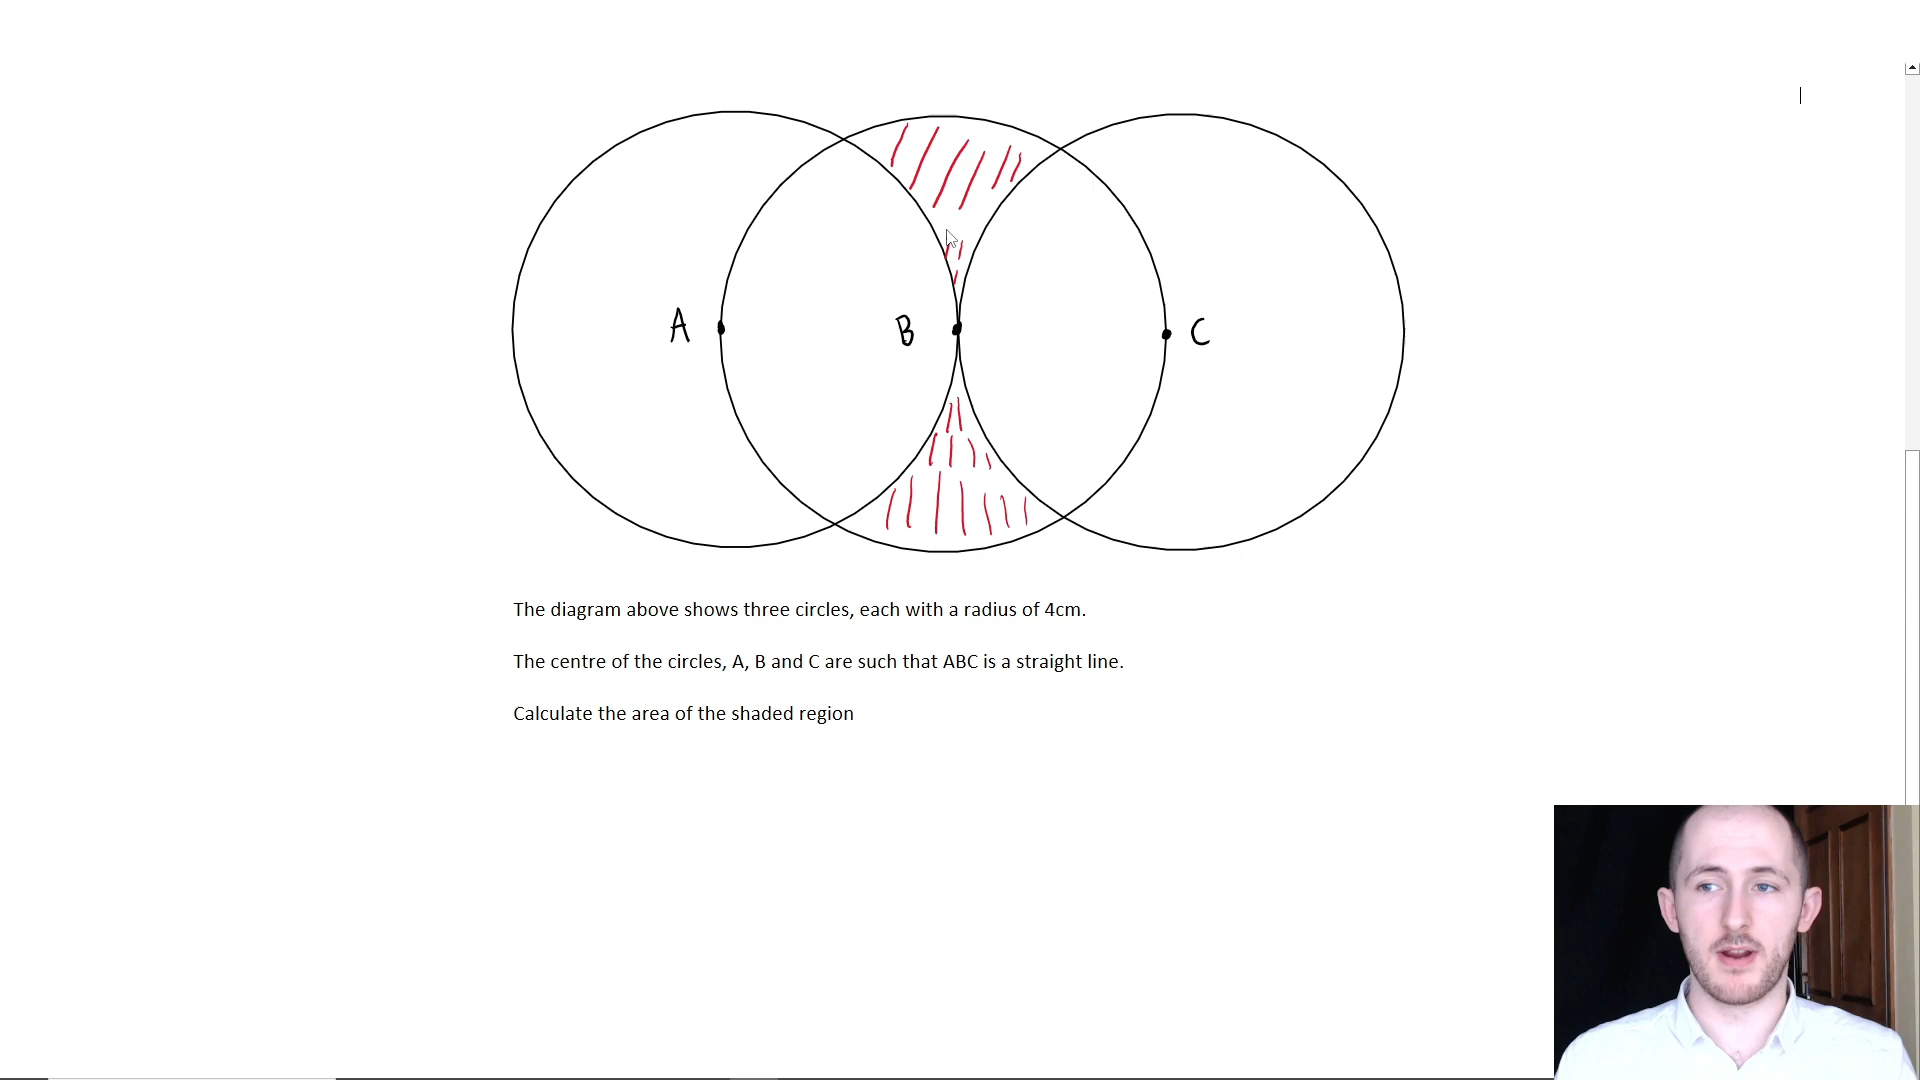 A B C
The diagram above shows three circles, each with a radius of 4cm.
The centre of the circles, A, B and C are such that ABC is a straight line.
Calculate the area of the shaded region